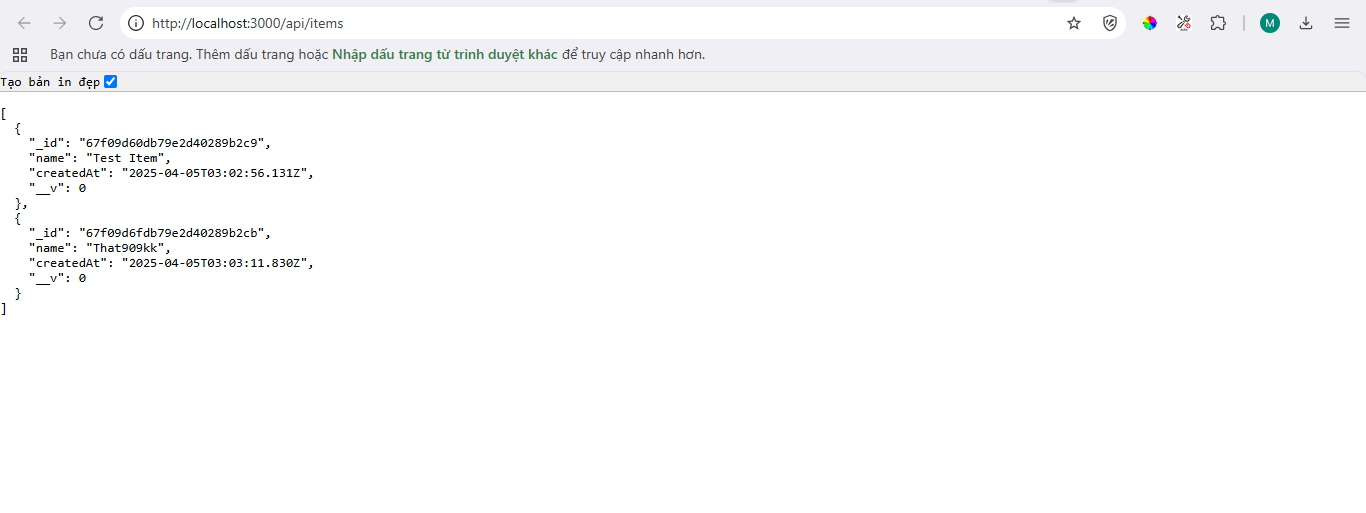 http://localhost:3000/api/items
M
Bạn chưa có dấu trang. Thêm dấu trang hoặc Nhập dấu trang từ trình duyệt khác để truy cập nhanh hơn.
Tạo bản in đẹp
[
  {
    "_id": "67f09d60db79e2d40289b2c9",
    "name": "Test Item",
    "createdAt": "2025-04-05T03:02:56.131Z",
    "__v": 0
  },
  {
    "_id": "67f09d6fdb79e2d40289b2cb",
    "name": "That909kk",
    "createdAt": "2025-04-05T03:03:11.830Z",
    "__v": 0
  }
]